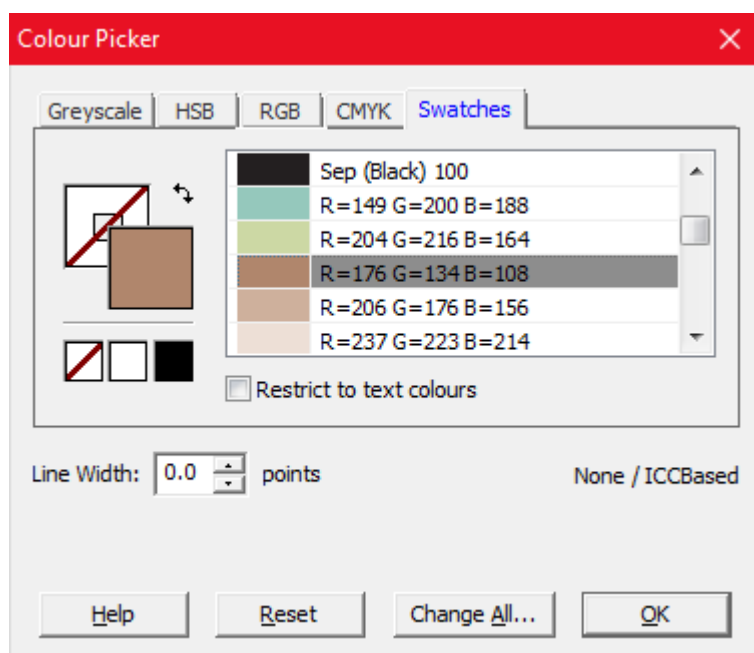 Colour Picker
Greyscale HSB RGB CMYK Swatches
Sep (Black) 100
R=149 G=200 B=188
R=204 G=216 B=164
R=176 G=134 B=108
R=206 G=176 B=156
R=237 G=223 B=214
Restrict to text colours
Line Width: 0.0 points None / ICCBased
Help Reset Change All... OK